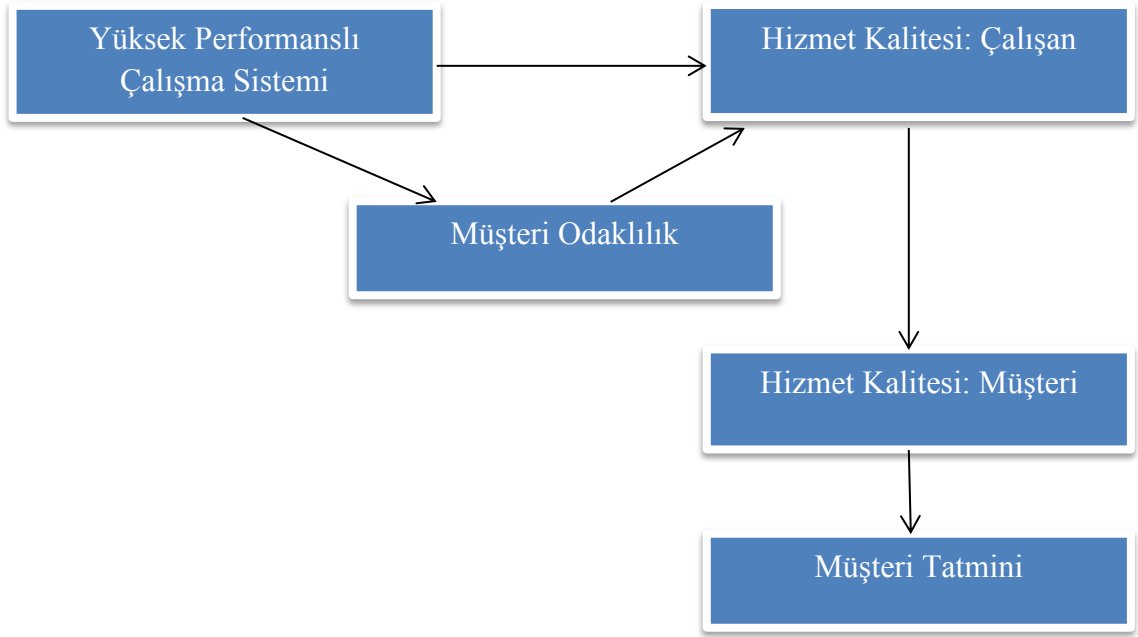 Yüksek Performanslı
Çalışma Sistemi
Hizmet Kalitesi: Çalışan
Müşteri Odaklılık
Hizmet Kalitesi: Müşteri
Müşteri Tatmini